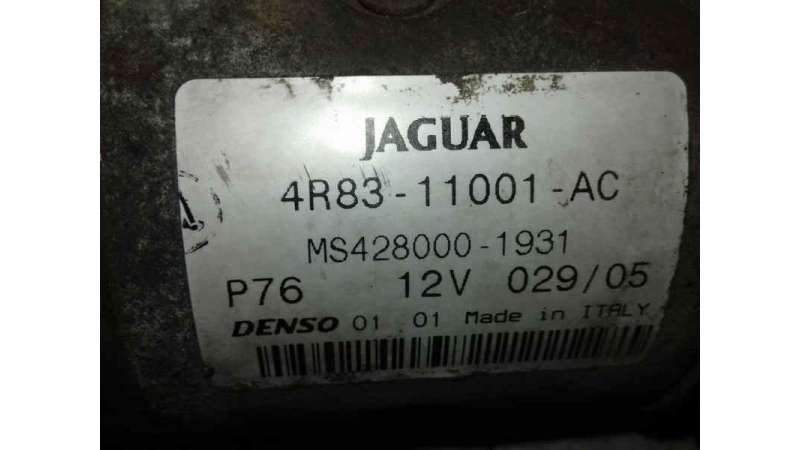 JAGUAR
4R83-11001-AC
MS428000-1931
P76 12V 029/05
DENSO 01 01 Made in ITALY